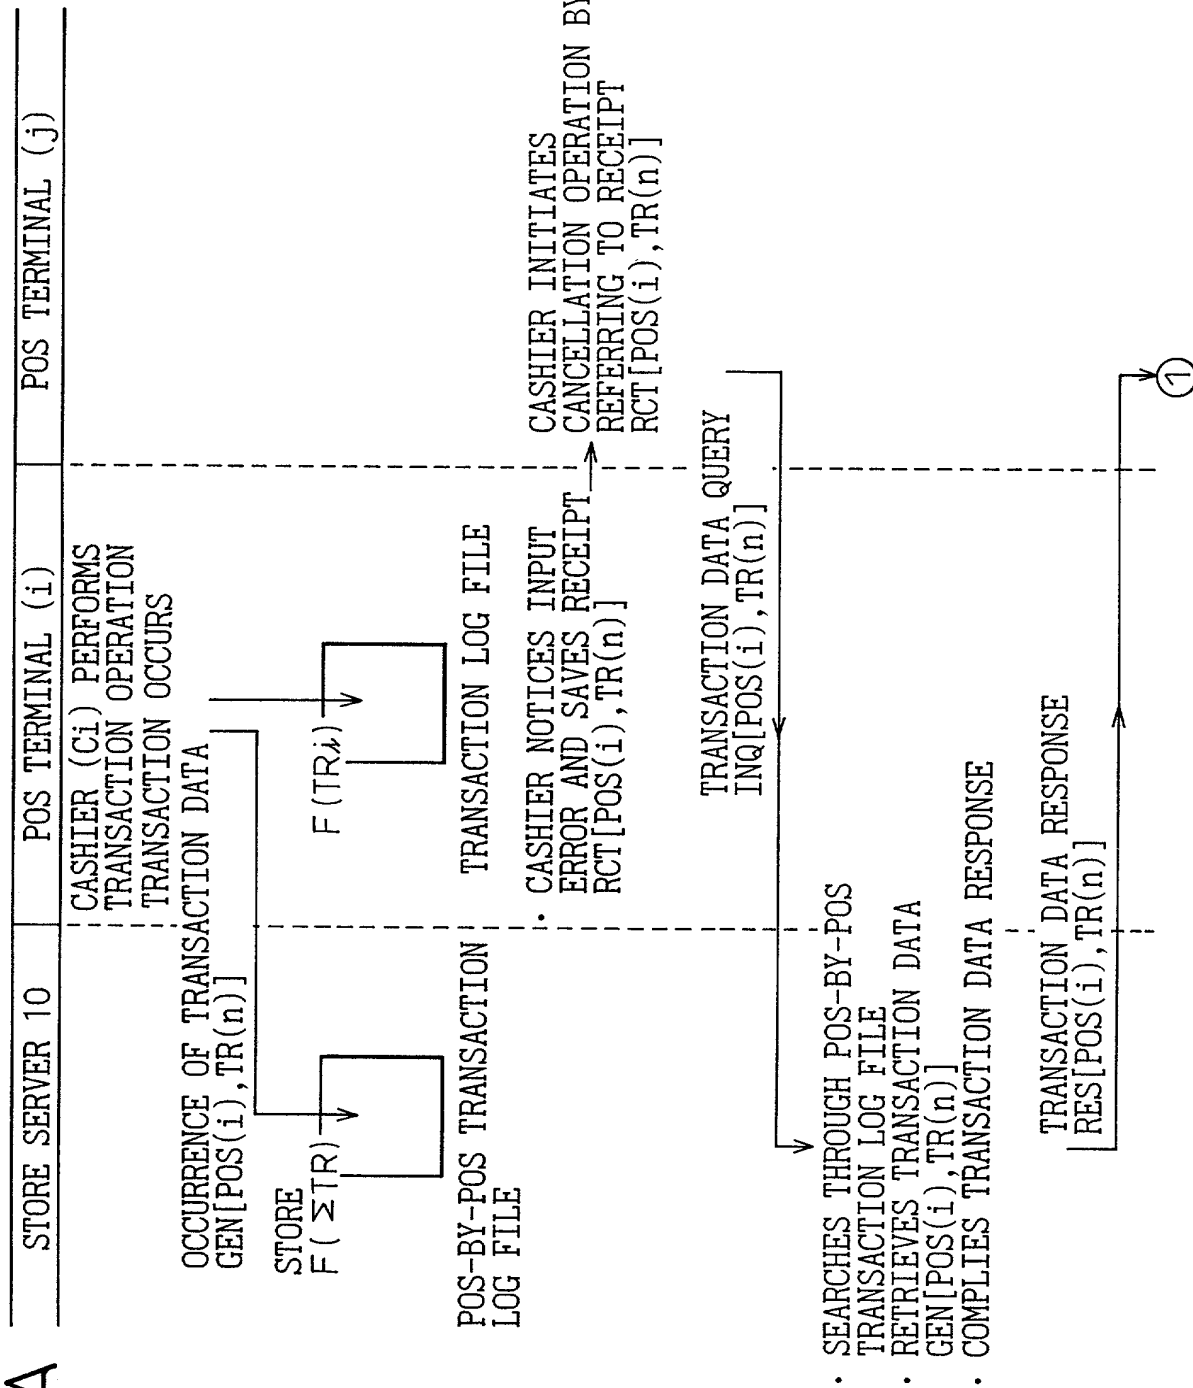 A
STORE SERVER 10
POS TERMINAL (i)
POS TERMINAL (j)
CASHIER (Ci) PERFORMS
TRANSACTION OPERATION
TRANSACTION OCCURS
OCCURRENCE OF TRANSACTION DATA
GEN[POS(i),TR(n)]
STORE
F(ΣTR)
F(TRi)
POS-BY-POS TRANSACTION
LOG FILE
TRANSACTION LOG FILE
· CASHIER NOTICES INPUT
ERROR AND SAVES RECEIPT
RCT[POS(i),TR(n)]
CASHIER INITIATES
CANCELLATION OPERATION BY
REFERRING TO RECEIPT
RCT[POS(i),TR(n)]
TRANSACTION DATA QUERY
INQ[POS(i),TR(n)]
· SEARCHES THROUGH POS-BY-POS
TRANSACTION LOG FILE
· RETRIEVES TRANSACTION DATA
GEN[POS(i),TR(n)]
· COMPLIES TRANSACTION DATA RESPONSE
TRANSACTION DATA RESPONSE
RES[POS(i),TR(n)]
1